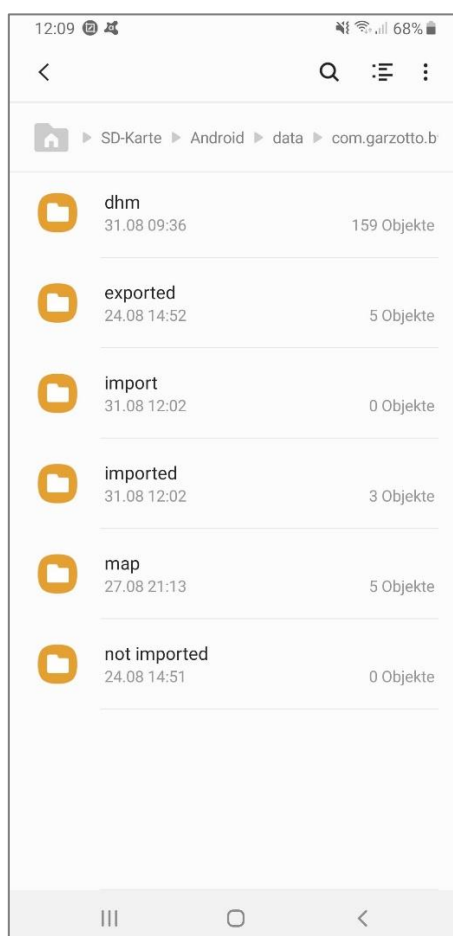 12:09 68%
SD-Karte Android data com.garzotto.b
dhm
31.08 09:36 159 Objekte
exported
24.08 14:52 5 Objekte
import
31.08 12:02 0 Objekte
imported
31.08 12:02 3 Objekte
map
27.08 21:13 5 Objekte
not imported
24.08 14:51 0 Objekte